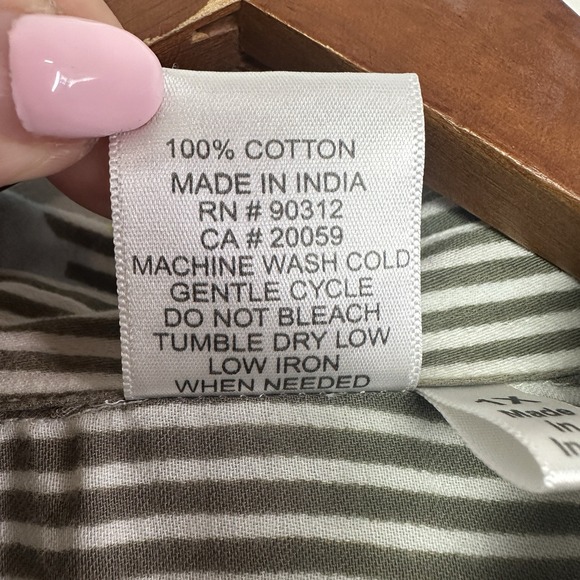 100% COTTON
MADE IN INDIA
RN # 90312
CA # 20059
MACHINE WASH COLD
GENTLE CYCLE
DO NOT BLEACH
TUMBLE DRY LOW
LOW IRON
WHEN NEEDED
1X
Made
In
In